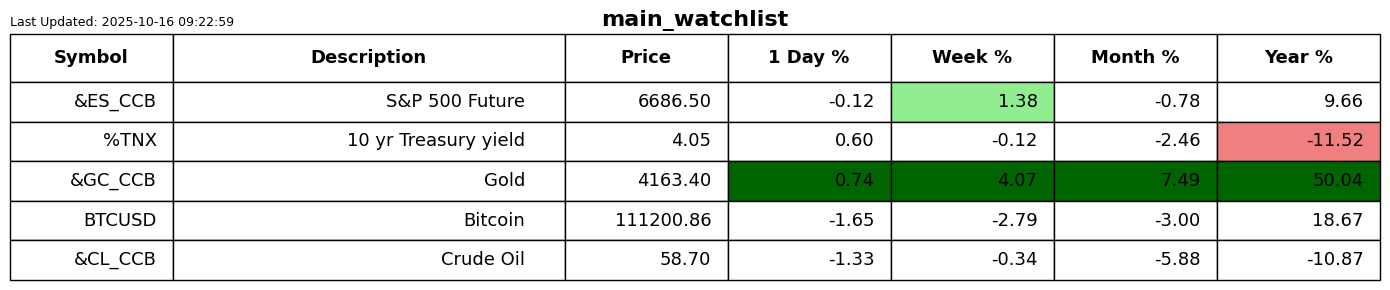 Last Updated: 2025-10-16 09:22:59
main_watchlist
Symbol Description Price 1 Day % Week % Month % Year %
&ES_CCB S&P 500 Future 6686.50 -0.12 1.38 -0.78 9.66
%TNX 10 yr Treasury yield 4.05 0.60 -0.12 -2.46 -11.52
&GC_CCB Gold 4163.40 0.74 4.07 7.49 50.04
BTCUSD Bitcoin 111200.86 -1.65 -2.79 -3.00 18.67
&CL_CCB Crude Oil 58.70 -1.33 -0.34 -5.88 -10.87